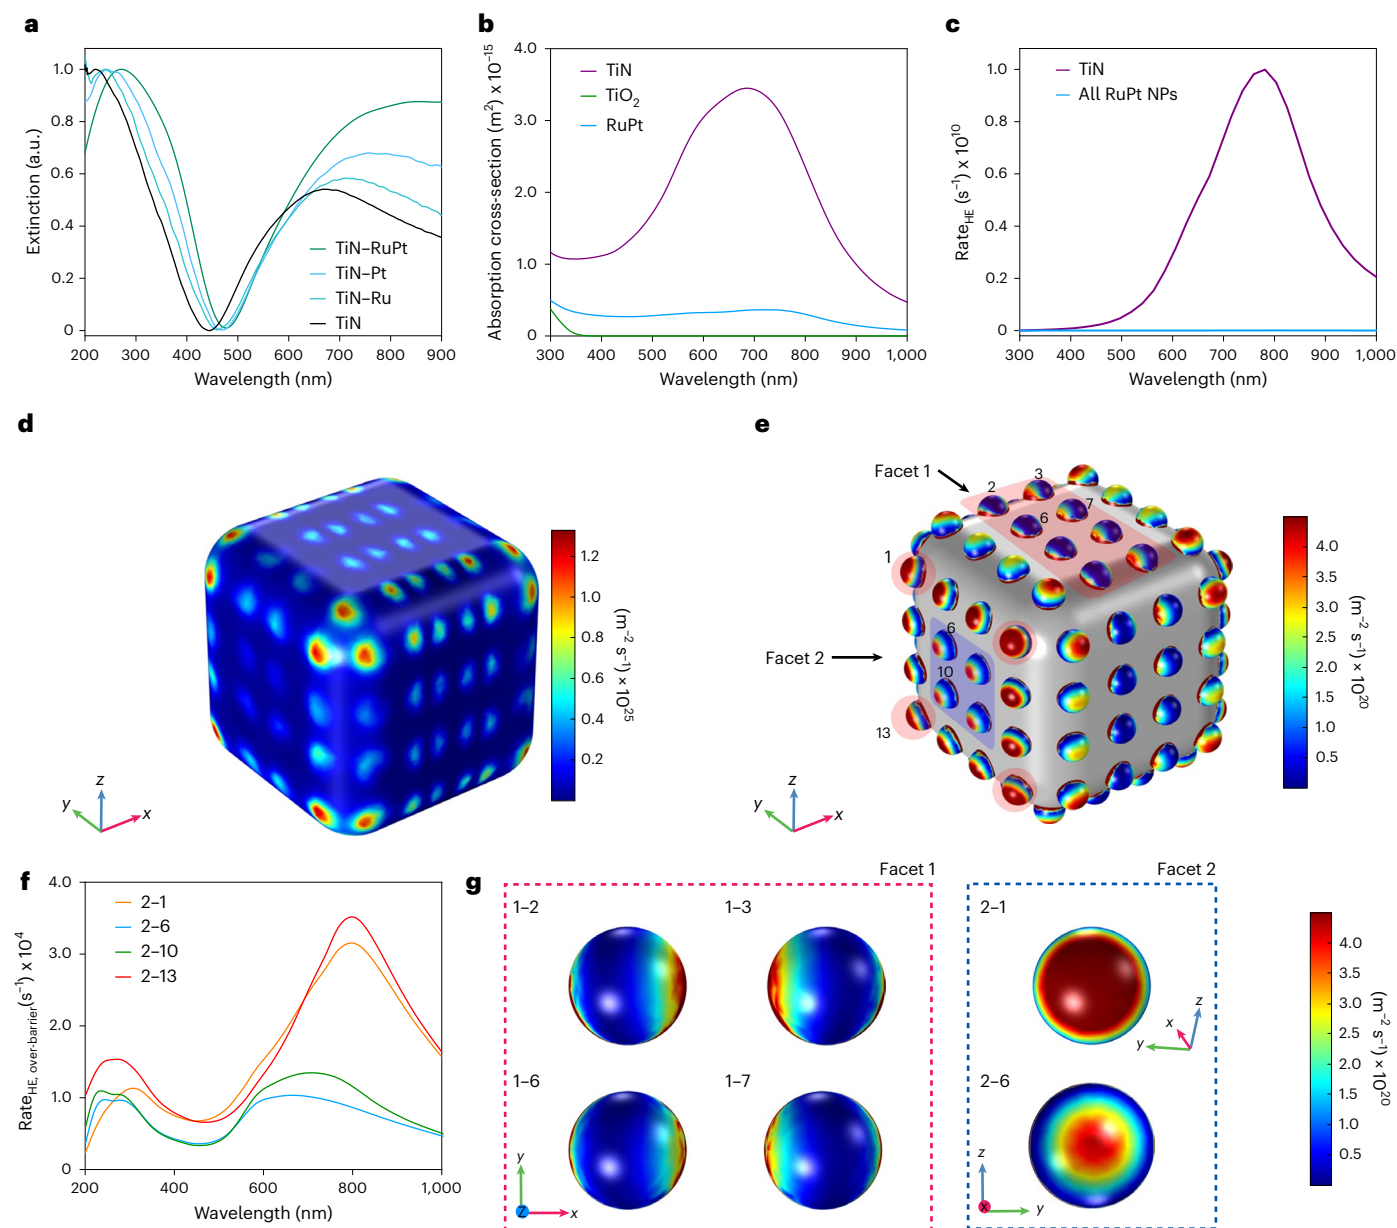 a
Extinction (a.u.)
1.0
0.8
0.6
0.4
0.2
0
TiN–RuPt
TiN–Pt
TiN–Ru
TiN
200 300 400 500 600 700 800 900
Wavelength (nm)
b
Absorption cross-section (m²) x 10⁻¹⁵
4.0
3.0
2.0
1.0
0
TiN
TiO₂
RuPt
300 400 500 600 700 800 900 1,000
Wavelength (nm)
c
Rate_HE (s⁻¹) x 10¹⁰
1.0
0.8
0.6
0.4
0.2
0
TiN
All RuPt NPs
300 400 500 600 700 800 900 1,000
Wavelength (nm)
d
1.2
1.0
0.8
0.6
0.4
0.2
(m⁻² s⁻¹) × 10²⁵
z
y
x
e
Facet 1
3
2
7
6
1
Facet 2
6
10
13
4.0
3.5
3.0
2.5
2.0
1.5
1.0
0.5
(m⁻² s⁻¹) × 10²⁰
z
y
x
f
Rate_HE, over-barrier (s⁻¹) x 10⁴
4.0
3.0
2.0
1.0
0
2–1
2–6
2–10
2–13
200 400 600 800 1,000
Wavelength (nm)
g
Facet 1
1–2
1–3
1–6
1–7
y
Z
x
Facet 2
2–1
z
x
y
2–6
z
x
y
4.0
3.5
3.0
2.5
2.0
1.5
1.0
0.5
(m⁻² s⁻¹) ×10²⁰